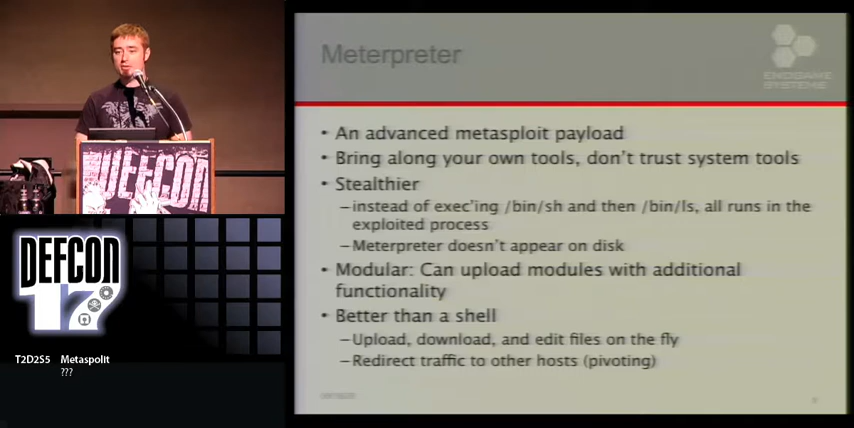 Meterpreter
ENDGAME
SYSTEMS
• An advanced metasploit payload
• Bring along your own tools, don't trust system tools
• Stealthier
–instead of exec'ing /bin/sh and then /bin/ls, all runs in the
exploited process
–Meterpreter doesn't appear on disk
• Modular: Can upload modules with additional
functionality
• Better than a shell
–Upload, download, and edit files on the fly
–Redirect traffic to other hosts (pivoting)
DEFCON
DEFCON
17
T2D2S5 Metaspolit
???